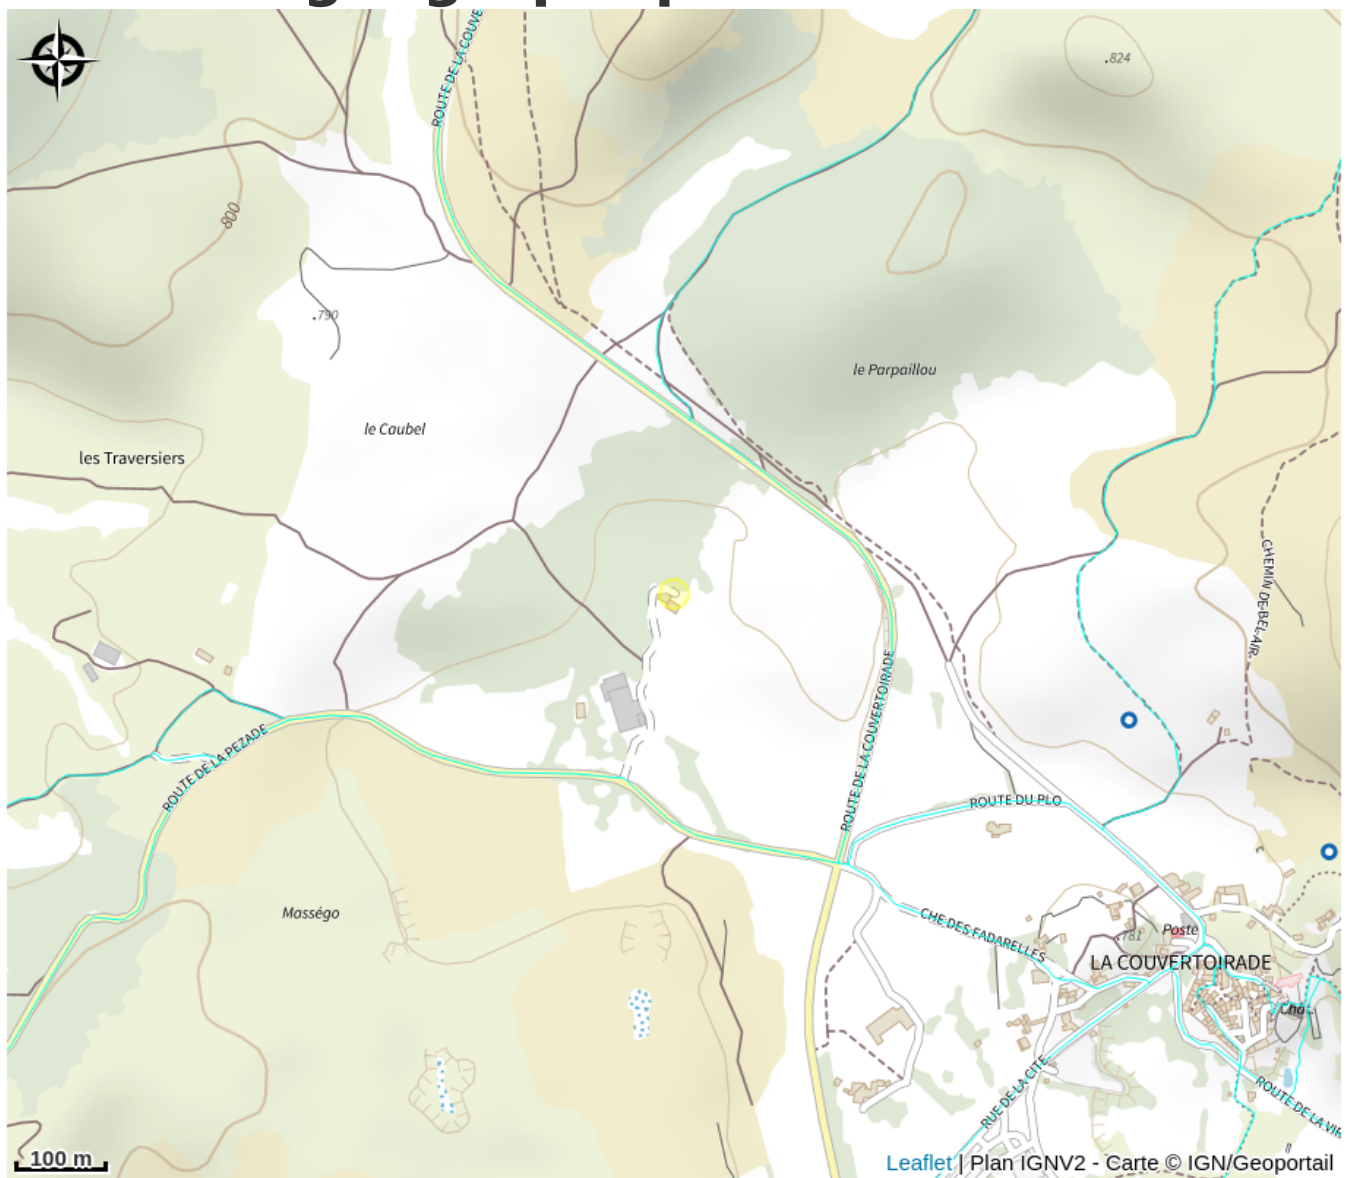 ROUTE DE LA COUVE
824
800
790
le Parpaillou
le Caubel
les Traversiers
CHEMIN DE BEL AIR
ROUTE DE LA COUVERTOIRADE
ROUTE DE LA PEZADE
ROUTE DU PLO
Masségo
CHE DES FADARELLES
781
Poste
LA COUVERTOIRADE
Chât.
RUE DE LA CITE
ROUTE DE LA VIR
100 m
Leaflet | Plan IGNV2 - Carte © IGN/Geoportail